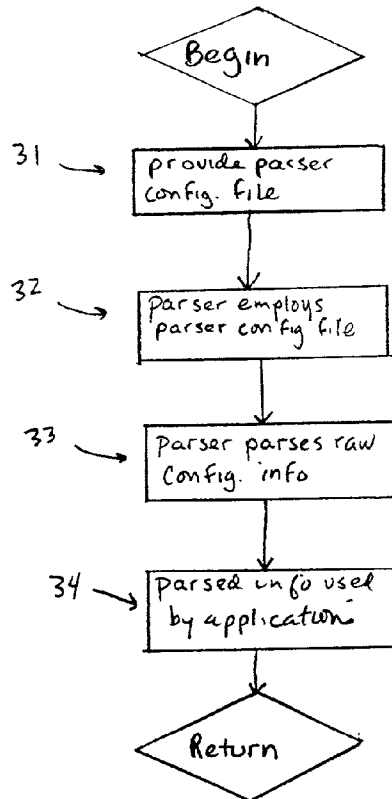 Begin
31
provide parser
config. file
32
Parser employs
parser config file
33
Parser parses raw
Config. info
34
Parsed info used
by application
Return